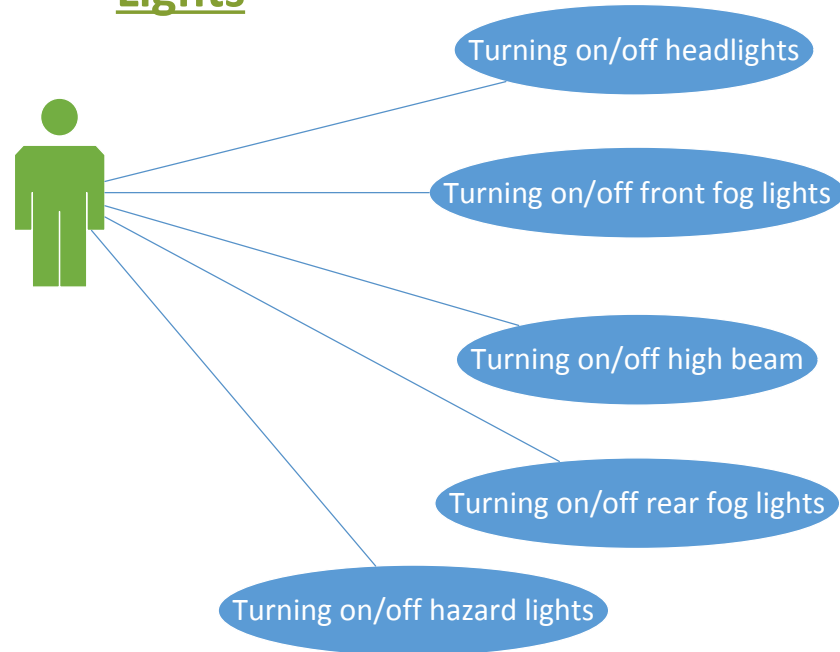 Lights
Turning on/off headlights
Turning on/off front fog lights
Turning on/off high beam
Turning on/off rear fog lights
Turning on/off hazard lights